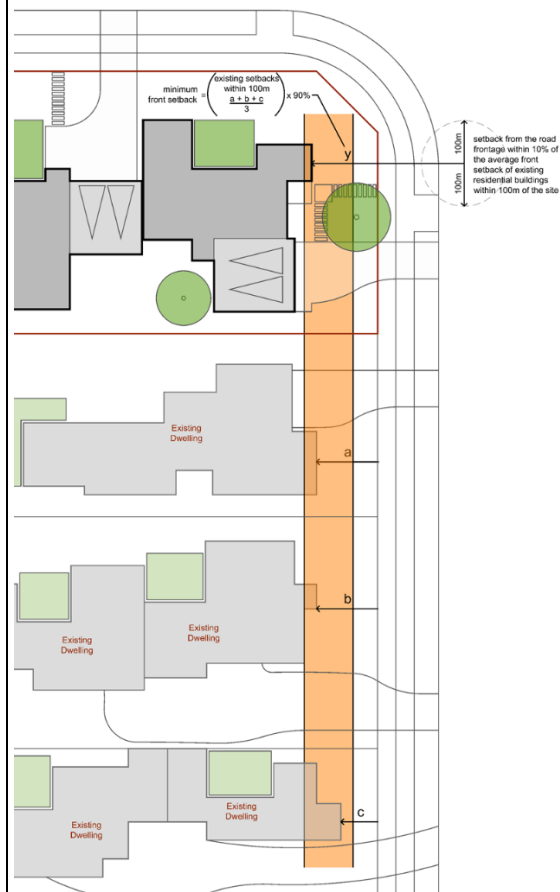 minimum
front setback
=
existing setbacks
within 100m
a + b + c
3
x 90%
y
100m
100m
setback from the road
frontage within 10% of
the average front
setback of existing
residential buildings
within 100m of the site
Existing
Dwelling
a
Existing
Dwelling
Existing
Dwelling
b
Existing
Dwelling
Existing
Dwelling
c